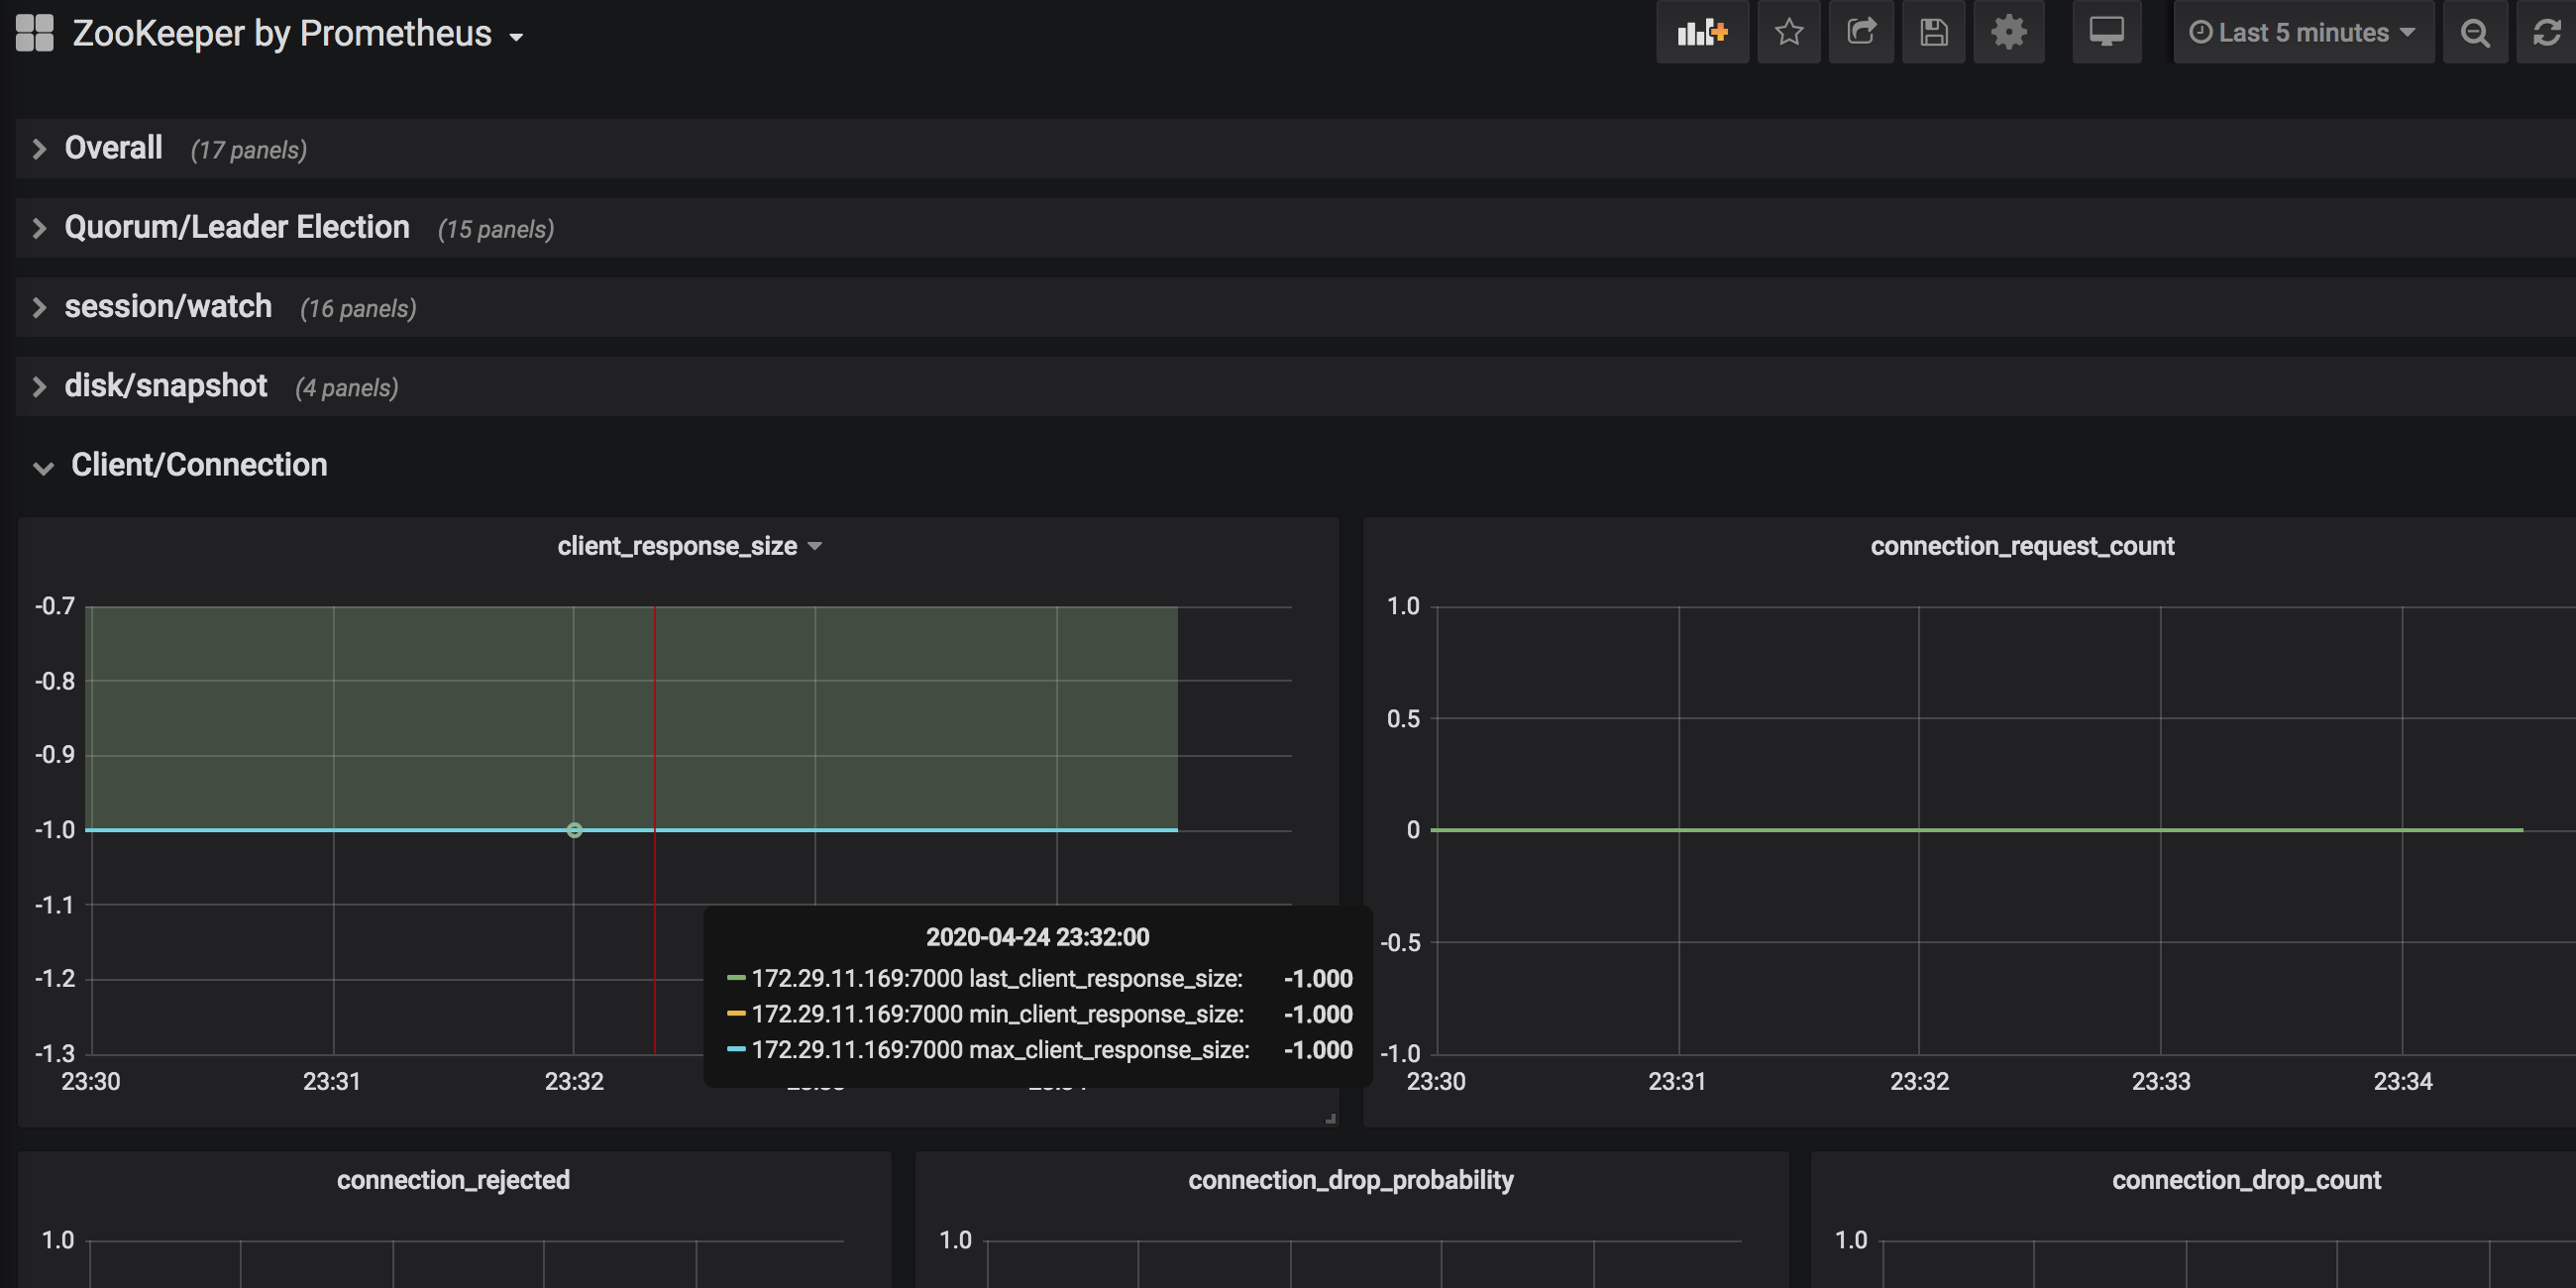 ZooKeeper by Prometheus
Last 5 minutes
Overall (17 panels)
Quorum/Leader Election (15 panels)
session/watch (16 panels)
disk/snapshot (4 panels)
Client/Connection
client_response_size
-0.7
-0.8
-0.9
-1.0
-1.1
-1.2
-1.3
23:30 23:31 23:32
2020-04-24 23:32:00
172.29.11.169:7000 last_client_response_size: -1.000
172.29.11.169:7000 min_client_response_size: -1.000
172.29.11.169:7000 max_client_response_size: -1.000
connection_request_count
1.0
0.5
0
-0.5
-1.0
23:30 23:31 23:32 23:33 23:34
connection_rejected
1.0
connection_drop_probability
1.0
connection_drop_count
1.0